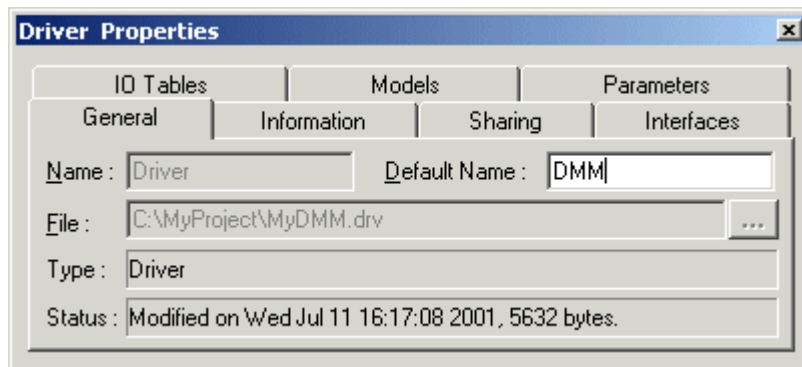 Driver Properties
IO Tables Models Parameters
General Information Sharing Interfaces
Name : Driver Default Name : DMM
File : C:\MyProject\MyDMM.drv ...
Type : Driver
Status : Modified on Wed Jul 11 16:17:08 2001, 5632 bytes.